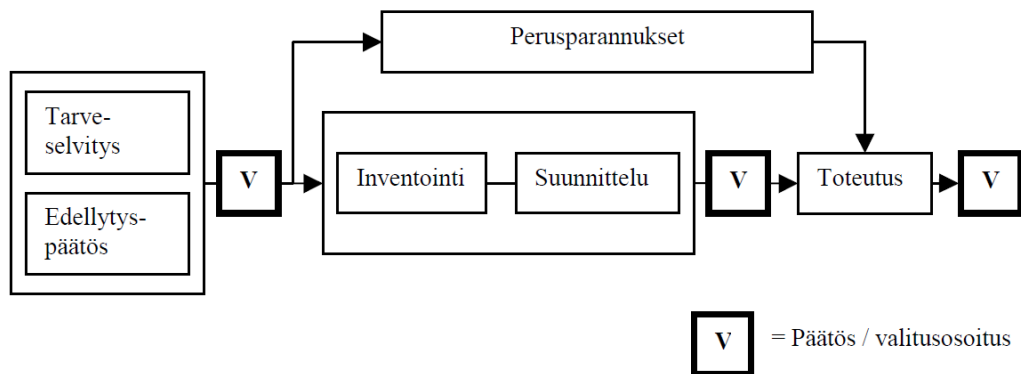 Perusparannukset
Tarve-
selvitys
Edellytys-
päätös
V
Inventointi
Suunnittelu
V
Toteutus
V
V
= Päätös / valitusosoitus